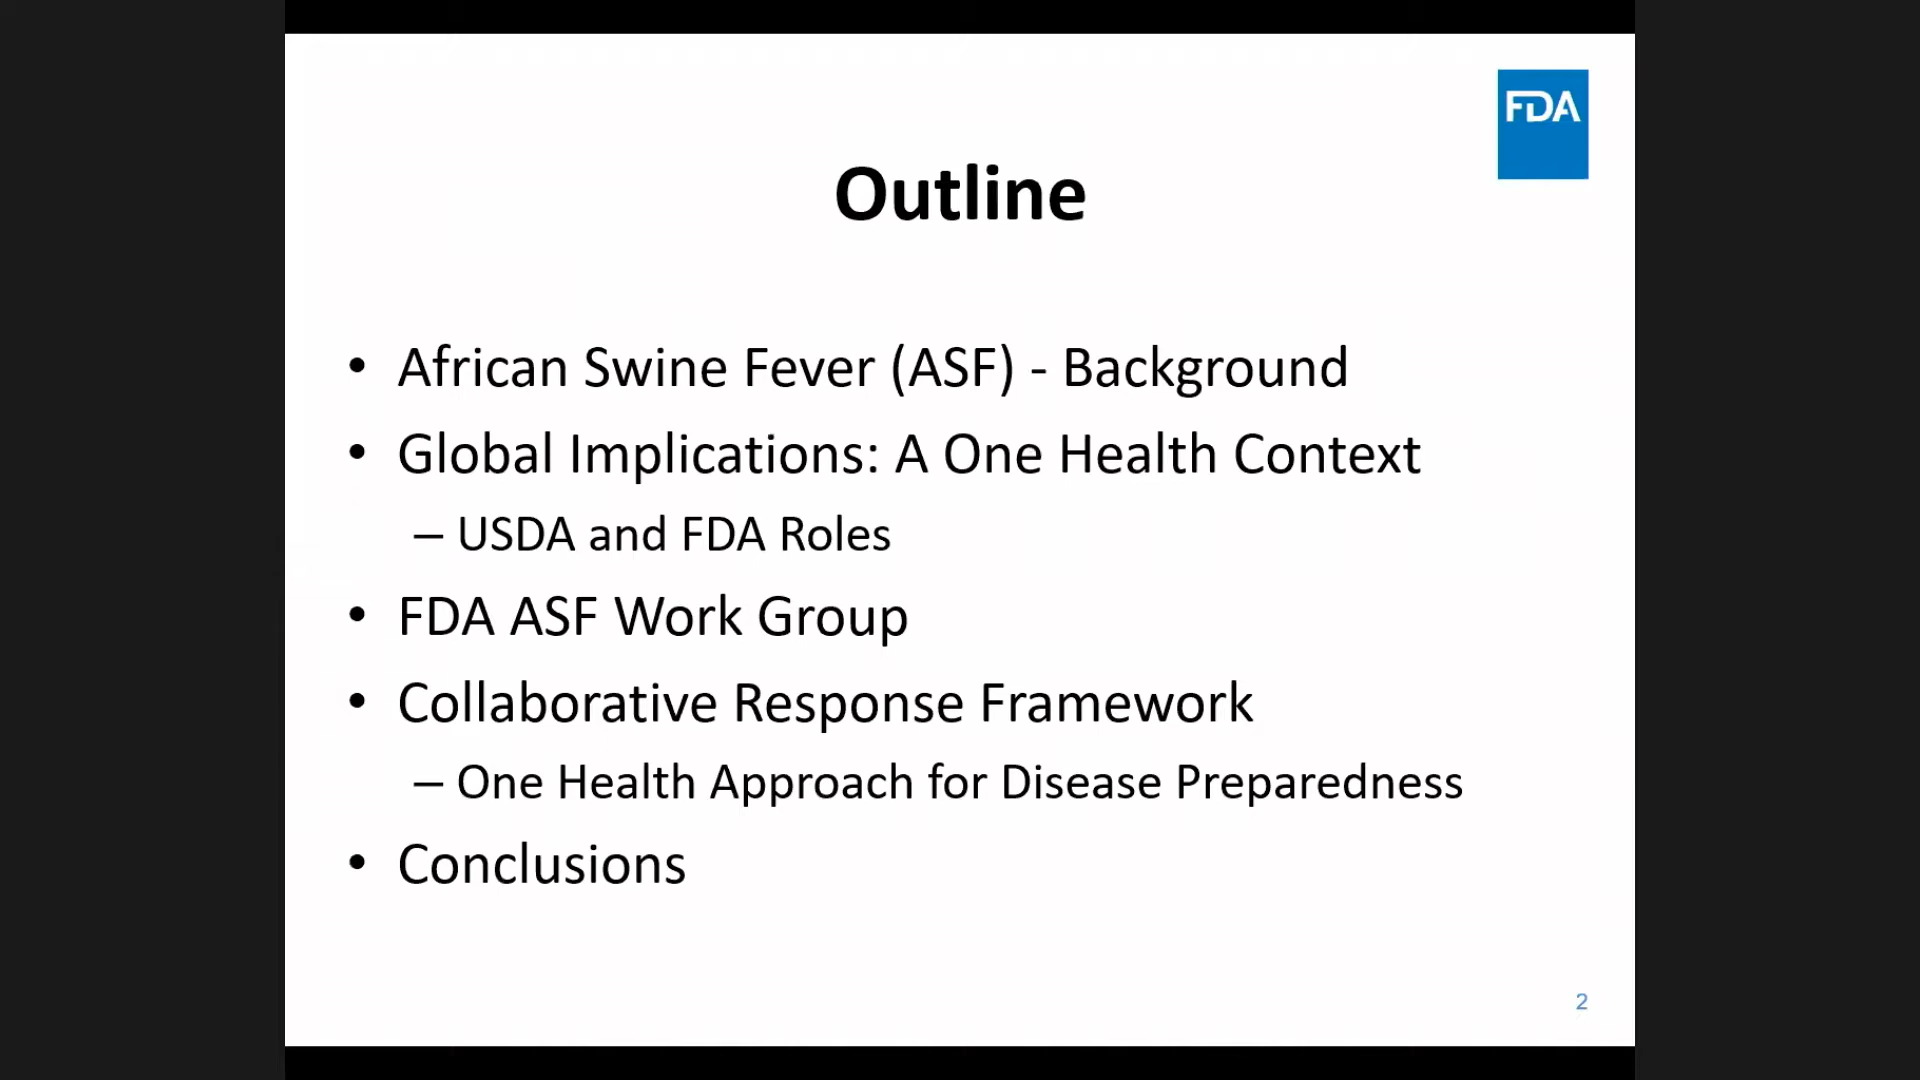 FDA
Outline
• African Swine Fever (ASF) - Background
• Global Implications: A One Health Context
– USDA and FDA Roles
• FDA ASF Work Group
• Collaborative Response Framework
– One Health Approach for Disease Preparedness
• Conclusions
2